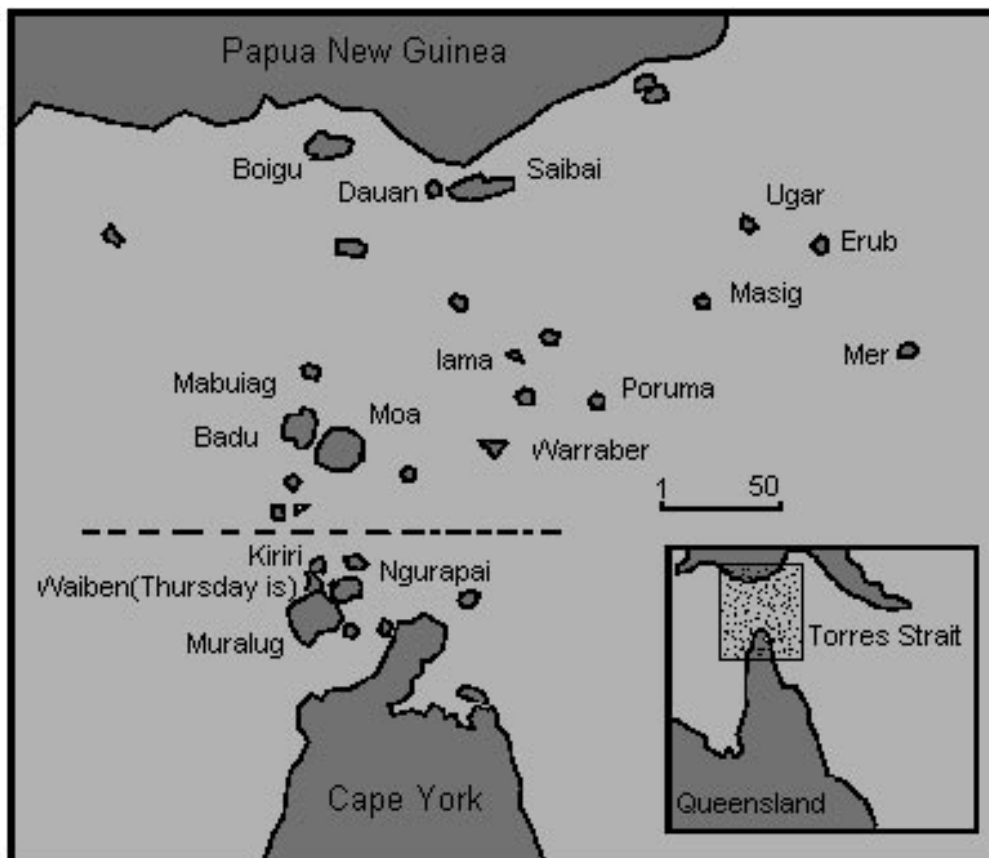 Papua New Guinea
Boigu
Dauan
Saibai
Ugar
Erub
Masig
Iama
Mer
Mabuiag
Poruma
Moa
Badu
Warraber
1 50
Kiriri
Waiben(Thursday is)
Ngurapai
Muralug
Torres Strait
Cape York
Queensland